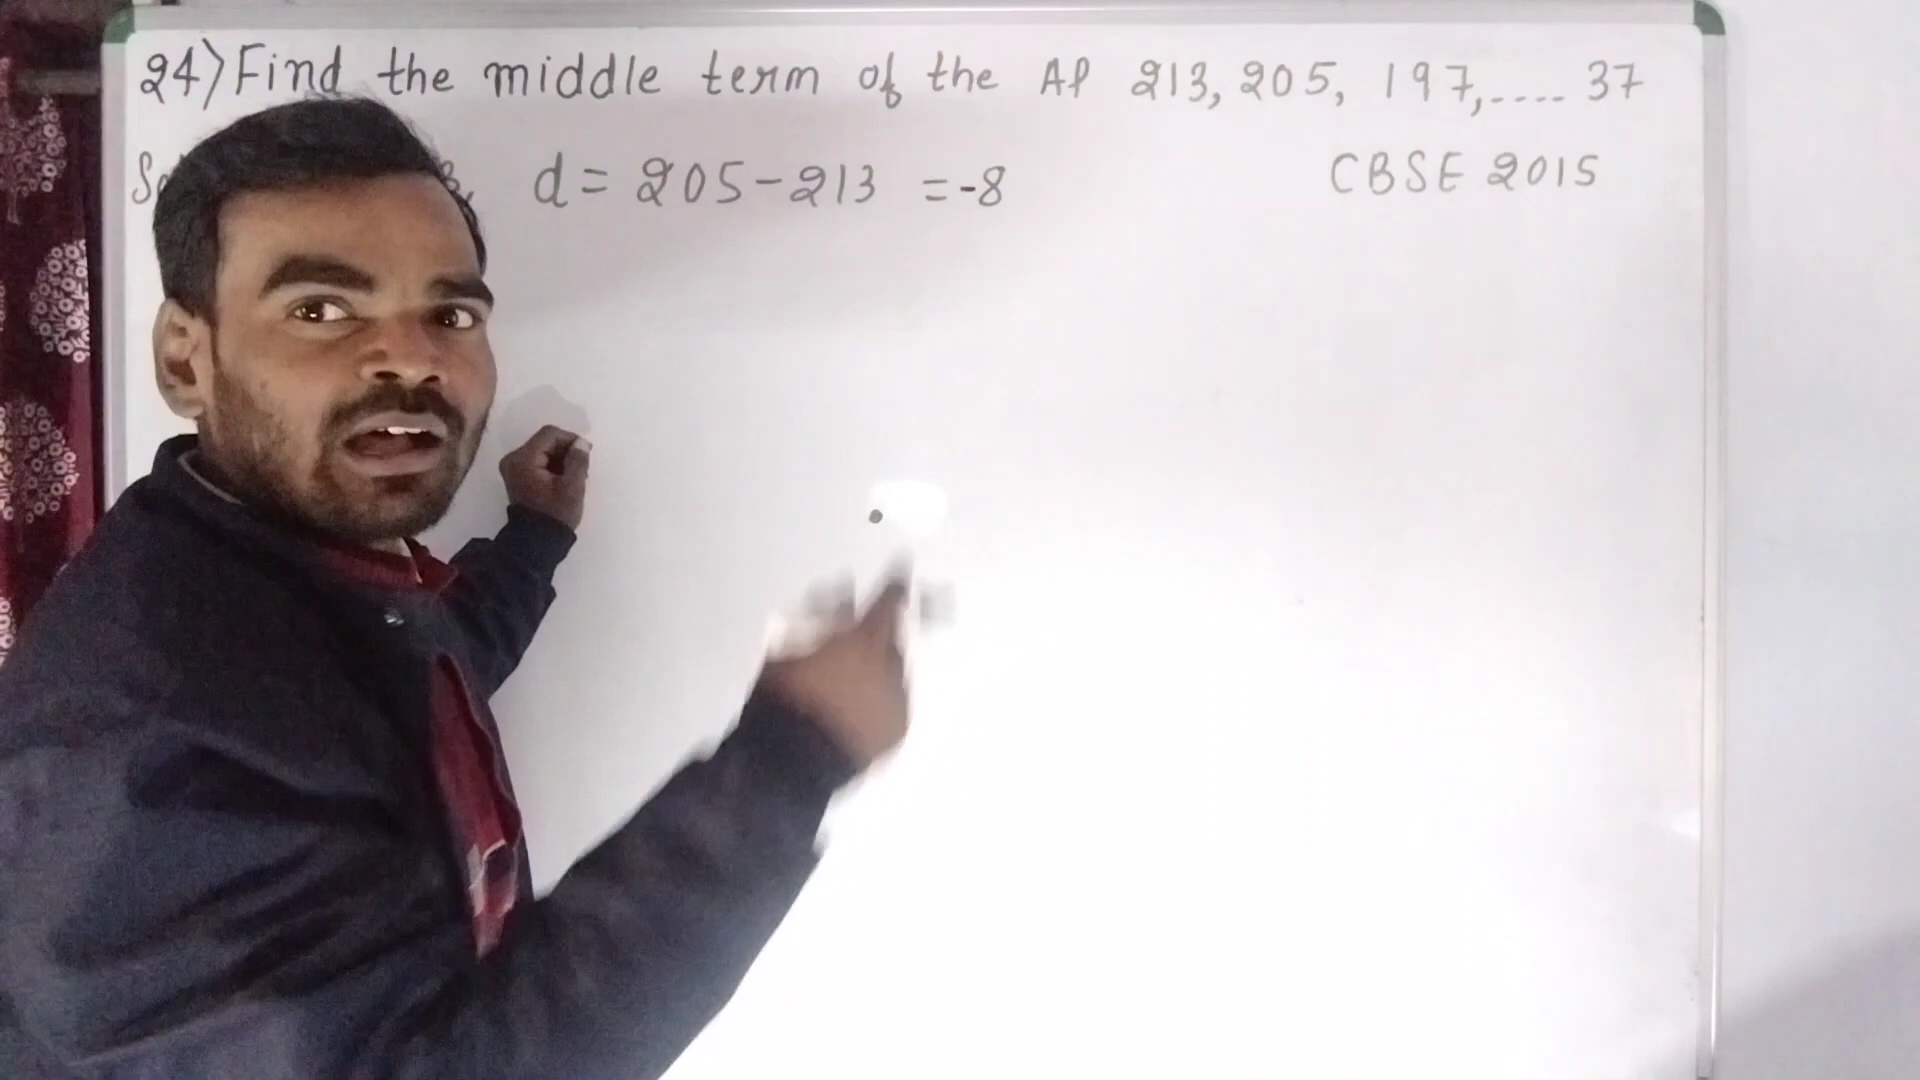 24) Find the middle term of the AP 213, 205, 197,.... 37
d = 205-213 =-8 CBSE 2015